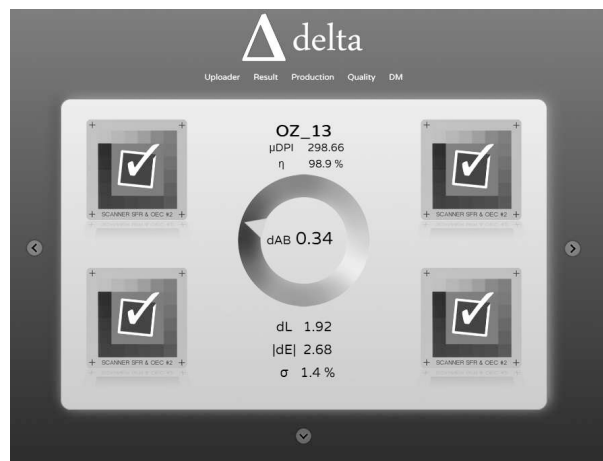 Δ delta
Uploader Result Production Quality DM
OZ_13
µDPI 298.66
η 98.9 %
dAB 0.34
dL 1.92
|dE| 2.68
σ 1.4 %
SCANNER SFR & OEC #2
SCANNER SFR & OEC #2
SCANNER SFR & OEC #2
SCANNER SFR & OEC #2